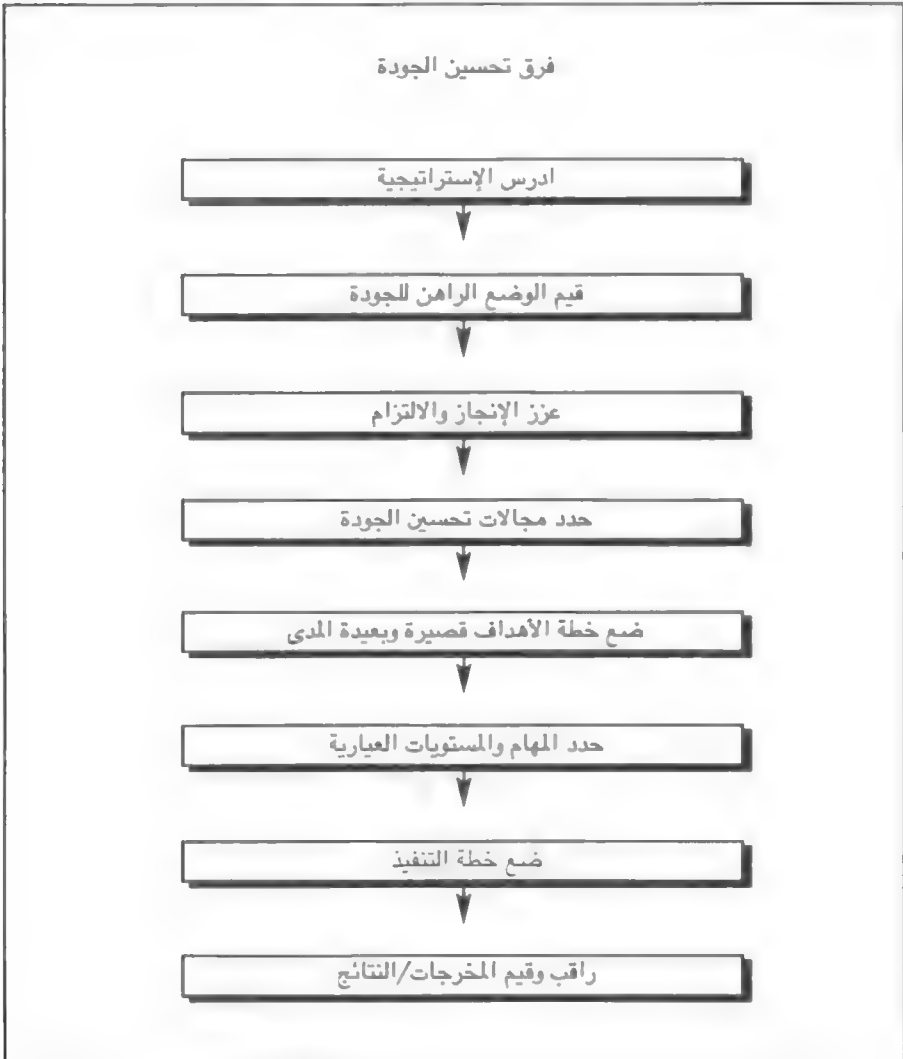 فرق تحسين الجودة
ادرس الإستراتيجية
قيم الوضع الراهن للجودة
عزز الإنجاز والالتزام
حدد مجالات تحسين الجودة
ضع خطة الأهداف قصيرة وبعيدة المدى
حدد المهام والمستويات العيارية
ضع خطة التنفيذ
راقب وقيم المخرجات/النتائج